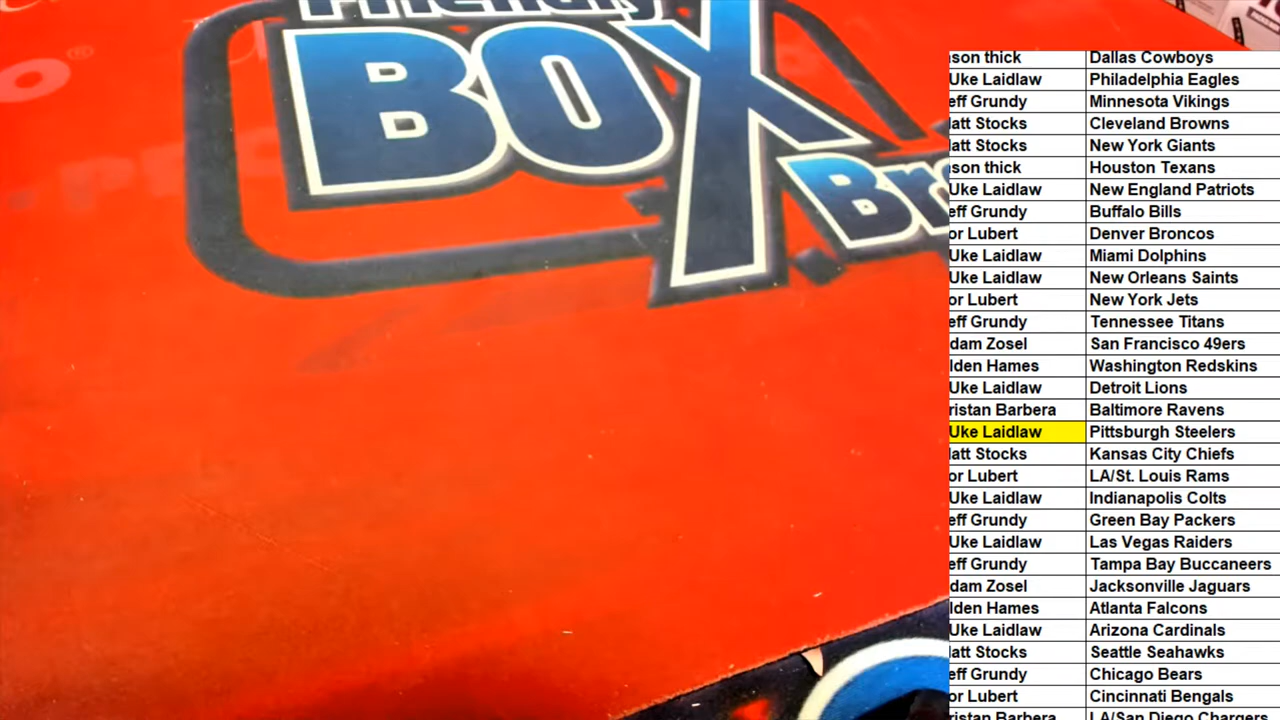 BOX
Br
son thick Dallas Cowboys
Uke Laidlaw Philadelphia Eagles
eff Grundy Minnesota Vikings
att Stocks Cleveland Browns
att Stocks New York Giants
son thick Houston Texans
Uke Laidlaw New England Patriots
eff Grundy Buffalo Bills
or Lubert Denver Broncos
Uke Laidlaw Miami Dolphins
Uke Laidlaw New Orleans Saints
or Lubert New York Jets
eff Grundy Tennessee Titans
dam Zosel San Francisco 49ers
lden Hames Washington Redskins
Uke Laidlaw Detroit Lions
ristan Barbera Baltimore Ravens
Uke Laidlaw Pittsburgh Steelers
att Stocks Kansas City Chiefs
or Lubert LA/St. Louis Rams
Uke Laidlaw Indianapolis Colts
eff Grundy Green Bay Packers
Uke Laidlaw Las Vegas Raiders
eff Grundy Tampa Bay Buccaneers
dam Zosel Jacksonville Jaguars
lden Hames Atlanta Falcons
Uke Laidlaw Arizona Cardinals
att Stocks Seattle Seahawks
eff Grundy Chicago Bears
or Lubert Cincinnati Bengals
ristan Barbera LA/San Diego Chargers